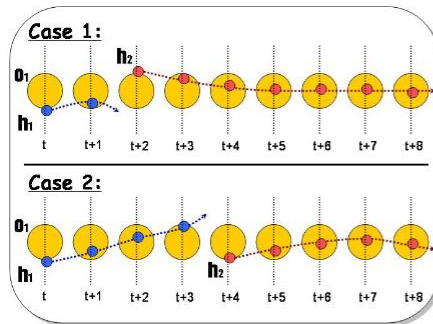 Case 1:
h₂
o₁
h₁
t t+1 t+2 t+3 t+4 t+5 t+6 t+7 t+8
Case 2:
o₁
h₁
h₂
t t+1 t+2 t+3 t+4 t+5 t+6 t+7 t+8